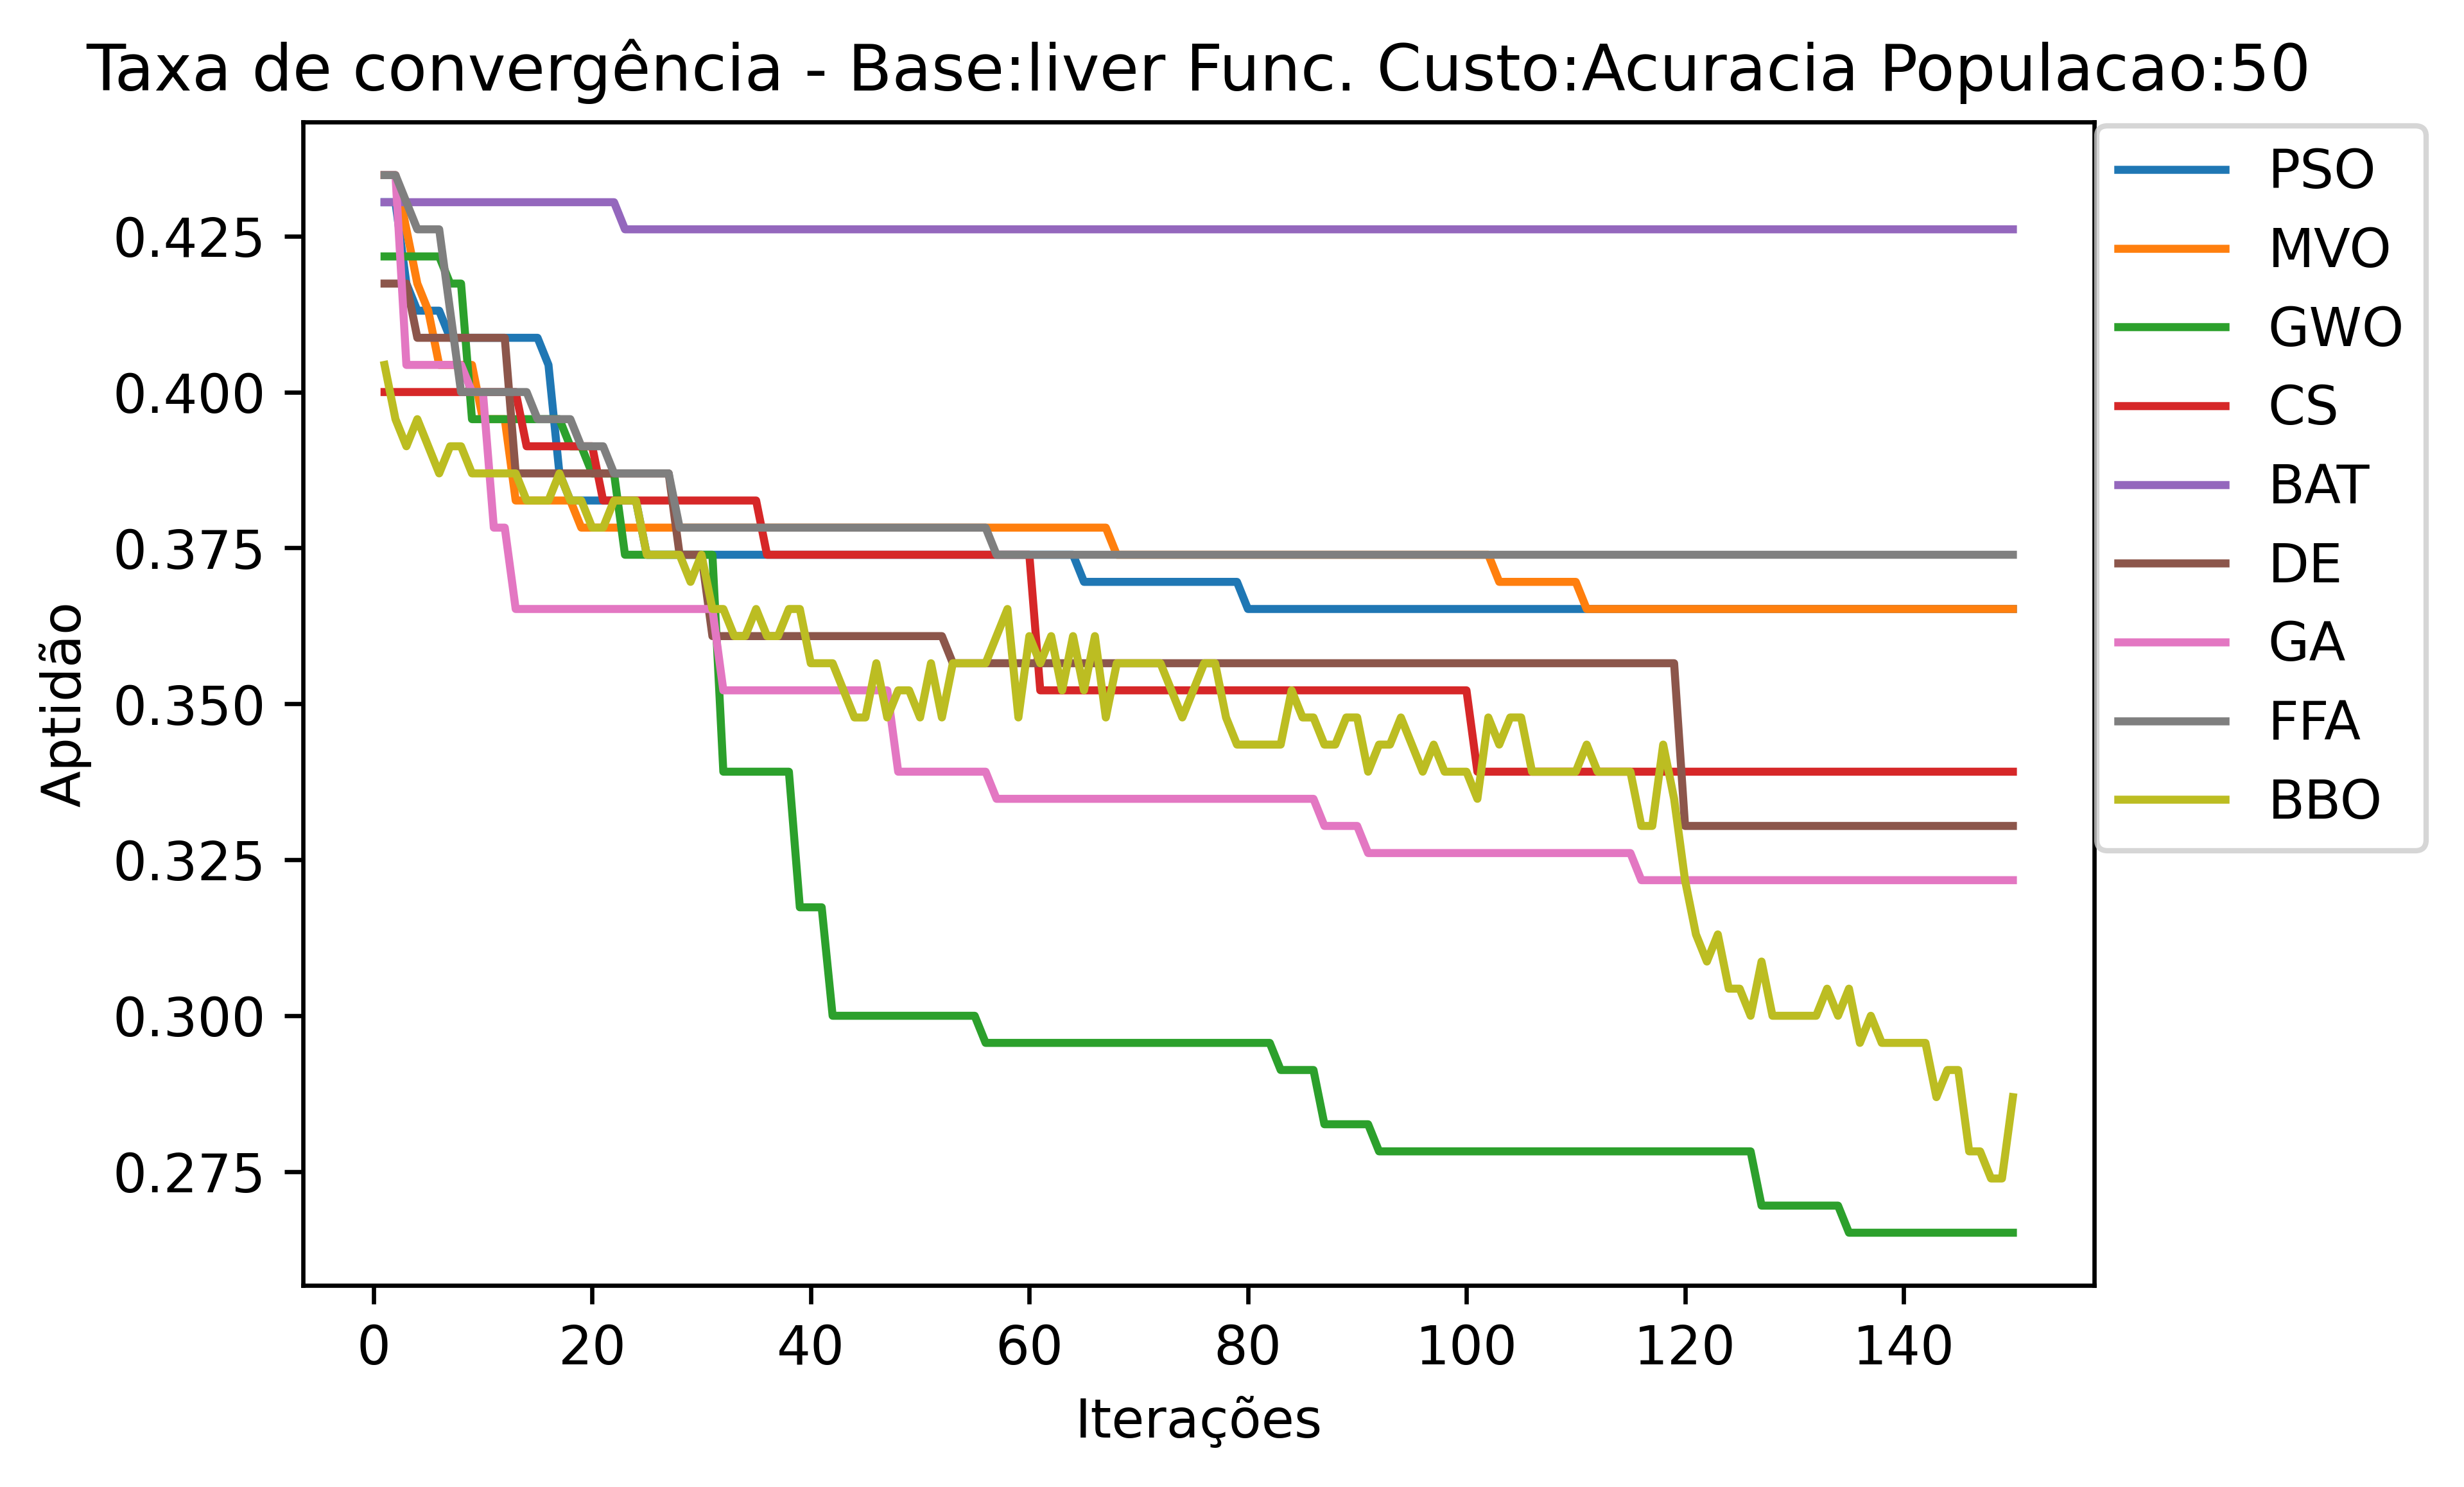 Taxa de convergência - Base:liver Func. Custo:Acuracia Populacao:50
PSO
MVO
GWO
CS
BAT
DE
GA
FFA
BBO
Aptidão
0.425
0.400
0.375
0.350
0.325
0.300
0.275
0 20 40 60 80 100 120 140
Iterações